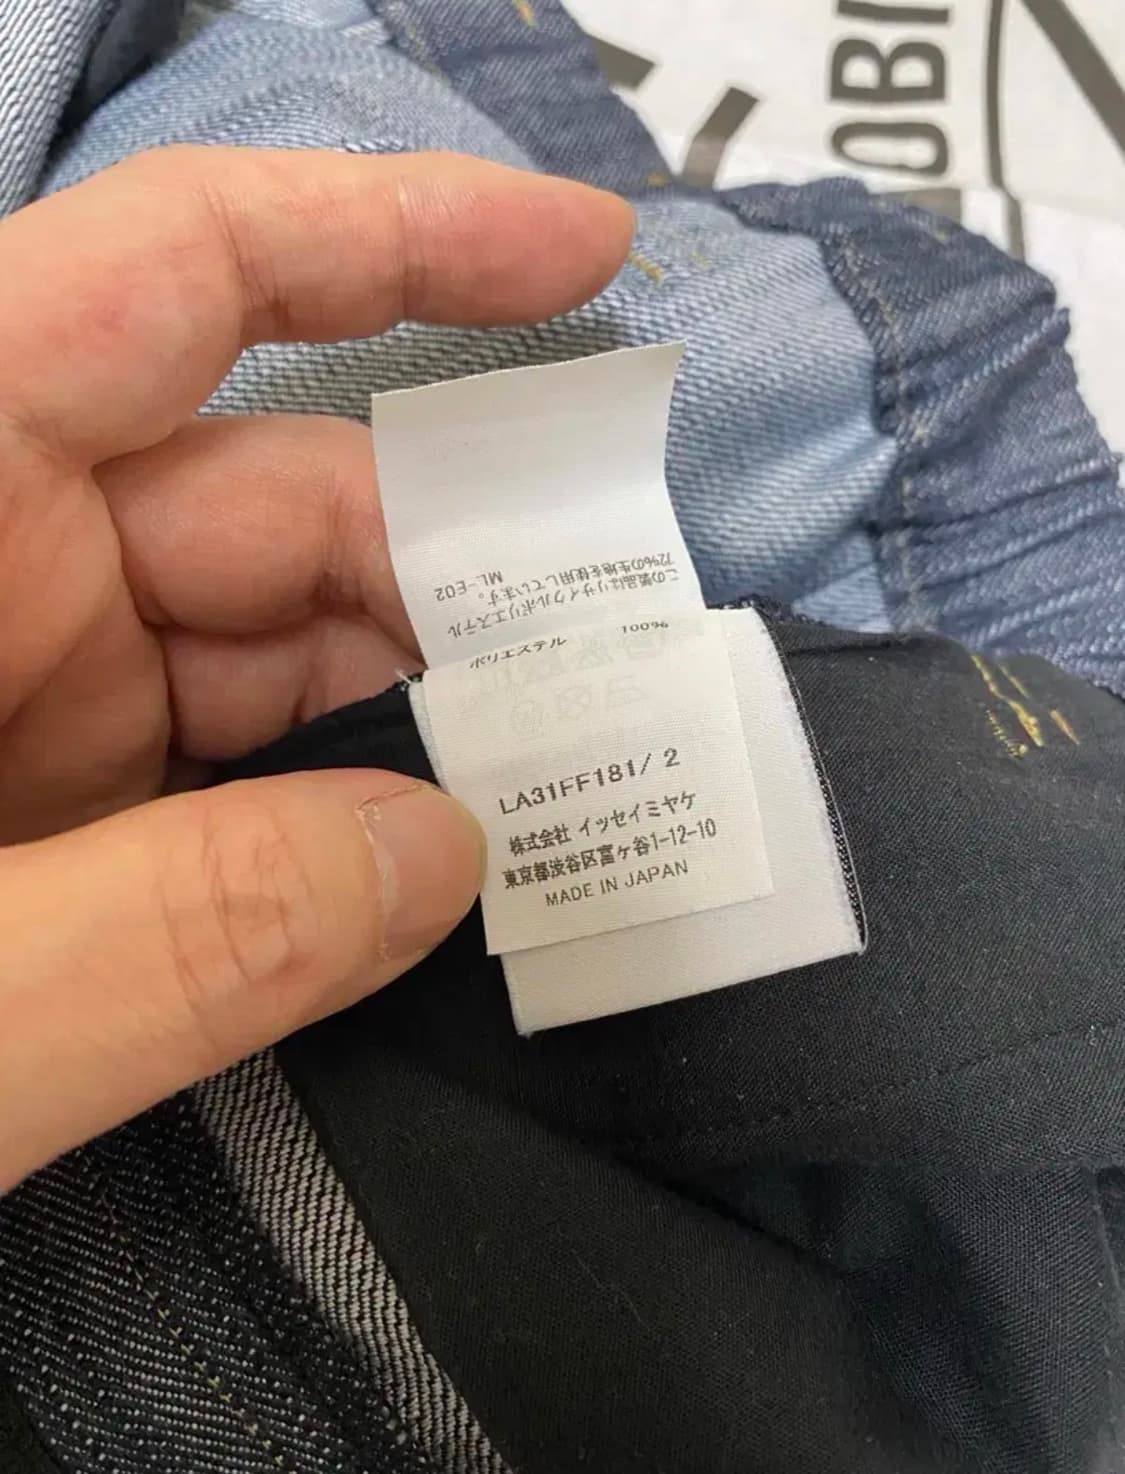 OBI
この製品はリサイクルポリエステル
72%の生地を使用しています。
ML-E02
ポリエステル 100%
LA31FF181/ 2
株式会社 イッセイミヤケ
東京都渋谷区富ヶ谷1-12-10
MADE IN JAPAN